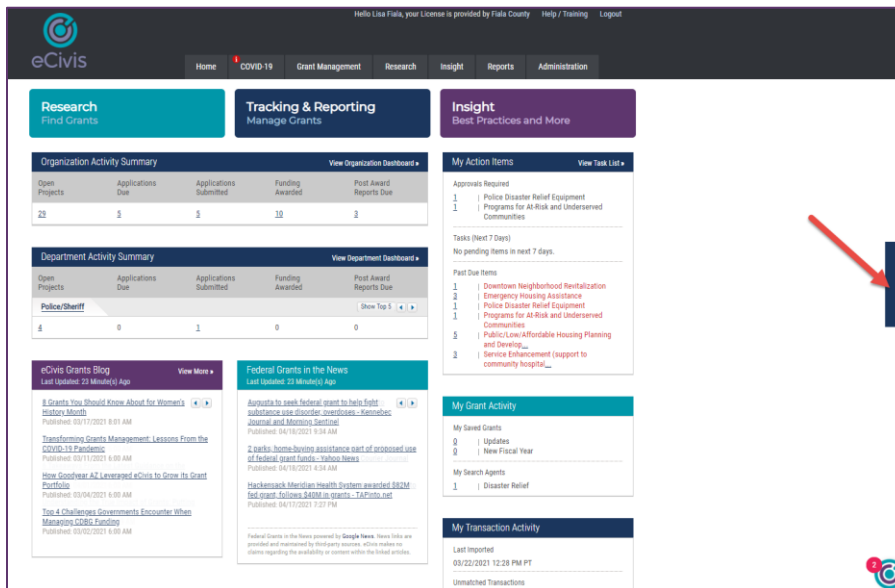 Hello Lisa Fiala, your License is provided by Fiala County Help / Training Logout
eCivis
Home COVID-19 Grant Management Research Insight Reports Administration
Research
Find Grants
Tracking & Reporting
Manage Grants
Insight
Best Practices and More
Organization Activity Summary View Organization Dashboard »
Open Projects Applications Due Applications Submitted Funding Awarded Post Award Reports Due
29 5 5 10 3
Department Activity Summary View Department Dashboard »
Open Projects Applications Due Applications Submitted Funding Awarded Post Award Reports Due
Police/Sheriff Show Top 5
4 0 1 0 0
eCivis Grants Blog View More »
Last Updated: 23 Minute(s) Ago
8 Grants You Should Know About for Women's
History Month
Published: 03/17/2021 8:01 AM
Transforming Grants Management: Lessons From the
COVID-19 Pandemic
Published: 03/11/2021 6:00 AM
How Goodyear AZ Leveraged eCivis to Grow its Grant
Portfolio
Published: 03/04/2021 6:00 AM
Top 4 Challenges Governments Encounter When
Managing CDBG Funding
Published: 03/02/2021 6:00 AM
Federal Grants in the News
Last Updated: 23 Minute(s) Ago
Augusta to seek federal grant to help fight
substance use disorder, overdoses - Kennebec
Journal and Morning Sentinel
Published: 04/18/2021 9:34 AM
2 parks, home-buying assistance part of proposed use
of federal grant funds - Yahoo News
Published: 04/18/2021 4:34 AM
Hackensack Meridian Health System awarded $82M
fed grant, follows $40M in grants - TAPinto.net
Published: 04/17/2021 7:27 PM
Federal Grants in the News powered by Google News. News links are
provided and maintained by third-party sources. eCivis makes no
claims regarding the availability or content within the linked articles.
My Action Items View Task List »
Approvals Required
1 | Police Disaster Relief Equipment
1 | Programs for At-Risk and Underserved
Communities
Tasks (Next 7 Days)
No pending items in next 7 days.
Past Due Items
1 | Downtown Neighborhood Revitalization
3 | Emergency Housing Assistance
1 | Police Disaster Relief Equipment
1 | Programs for At-Risk and Underserved
Communities
5 | Public/Low/Affordable Housing Planning
and Develop...
3 | Service Enhancement (support to
community hospital...
My Grant Activity
My Saved Grants
0 | Updates
0 | New Fiscal Year
My Search Agents
1 | Disaster Relief
My Transaction Activity
Last Imported
03/22/2021 12:28 PM PT
Unmatched Transactions
2